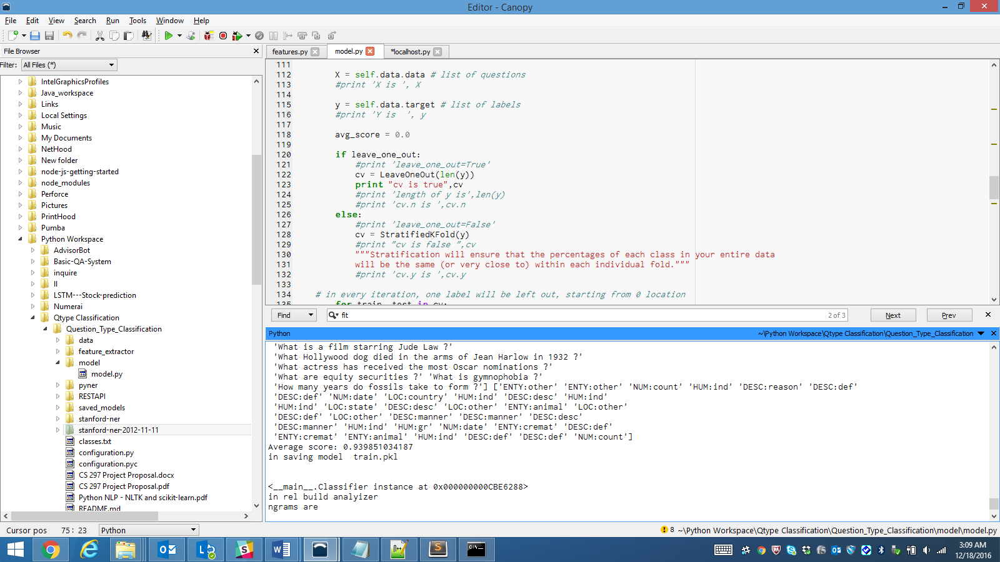 Editor - Canopy
File Edit View Search Run Tools Window Help
File Browser
Filter: All Files (*)
IntelGraphicsProfiles
Java_workspace
Links
Local Settings
Music
My Documents
NetHood
New folder
node-js-getting-started
node_modules
Perforce
Pictures
PrintHood
Pumba
Python Workspace
AdvisorBot
Basic-QA-System
inquire
II
LSTM---Stock-prediction
Numerai
Qtype Classification
Question_Type_Classification
data
feature_extractor
model
model.py
pyner
RESTAPI
saved_models
stanford-ner
stanford-ner-2012-11-11
classes.txt
configuration.py
configuration.pyc
CS 297 Project Proposal.docx
CS 297 Project Proposal.pdf
Python NLP - NLTK and scikit-learn.pdf
README.md
features.py model.py *localhost.py
111
112 X = self.data.data # list of questions
113 #print 'X is ', X
114
115 y = self.data.target # list of labels
116 #print 'Y is  ', y
117
118 avg_score = 0.0
119
120 if leave_one_out:
121 #print 'leave_one_out=True'
122 cv = LeaveOneOut(len(y))
123 print "cv is true",cv
124 #print 'length of y is',len(y)
125 #print 'cv.n is ',cv.n
126 else:
127 #print 'leave_one_out=False'
128 cv = StratifiedKFold(y)
129 #print "cv is false ",cv
130 """Stratification will ensure that the percentages of each class in your entire data
131 will be the same (or very close to) within each individual fold."""
132 #print 'cv.y is ',cv.y
133
134 # in every iteration, one label will be left out, starting from 0 location
135 for train, test in cv:
Find fit 2 of 3 Next Prev
Python ~\Python Workspace\Qtype Classification\Question_Type_Classification
'What is a film starring Jude Law ?'
'What Hollywood dog died in the arms of Jean Harlow in 1932 ?'
'What actress has received the most Oscar nominations ?'
'What are equity securities ?' 'What is gymnophobia ?'
'How many years do fossils take to form ?'] ['ENTY:other' 'ENTY:other' 'NUM:count' 'HUM:ind' 'DESC:reason' 'DESC:def'
'DESC:def' 'NUM:date' 'LOC:country' 'HUM:ind' 'DESC:desc' 'HUM:ind'
'HUM:ind' 'LOC:state' 'DESC:desc' 'LOC:other' 'ENTY:animal' 'LOC:other'
'DESC:def' 'LOC:other' 'DESC:manner' 'DESC:manner' 'DESC:desc'
'DESC:manner' 'HUM:ind' 'HUM:gr' 'NUM:date' 'ENTY:cremat' 'DESC:def'
'ENTY:cremat' 'ENTY:animal' 'HUM:ind' 'DESC:def' 'DESC:def' 'NUM:count']
Average score: 0.939851034187
in saving model  train.pkl
<__main__.Classifier instance at 0x000000000CBE6288>
in rel build analyizer
ngrams are
Cursor pos 75: 23 Python 8 ~\Python Workspace\Qtype Classification\Question_Type_Classification\model\model.py
3:09 AM
12/18/2016